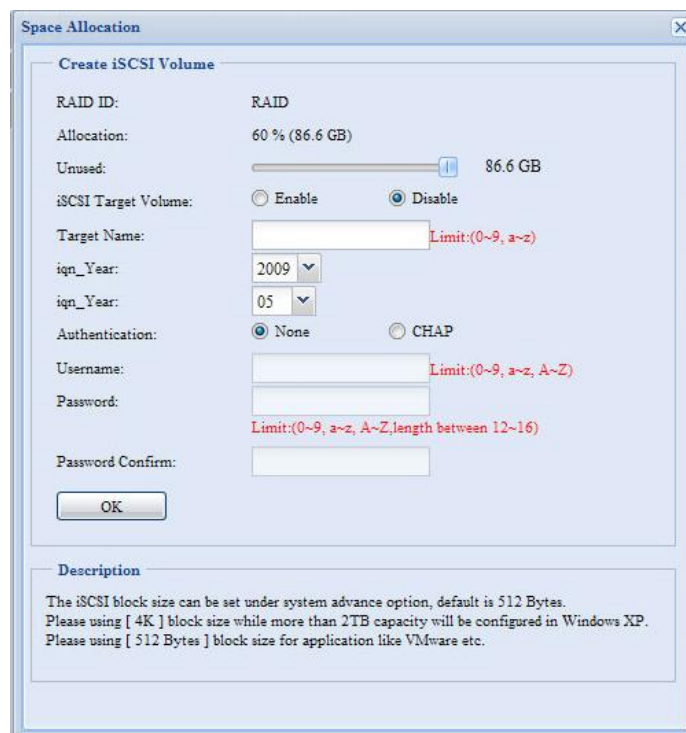 Space Allocation
Create iSCSI Volume
RAID ID: RAID
Allocation: 60 % (86.6 GB)
Unused: 86.6 GB
iSCSI Target Volume: Enable Disable
Target Name: Limit:(0~9, a~z)
iqn_Year: 2009
iqn_Year: 05
Authentication: None CHAP
Username: Limit:(0~9, a~z, A~Z)
Password:
Limit:(0~9, a~z, A~Z,length between 12~16)
Password Confirm:
OK
Description
The iSCSI block size can be set under system advance option, default is 512 Bytes.
Please using [ 4K ] block size while more than 2TB capacity will be configured in Windows XP.
Please using [ 512 Bytes ] block size for application like VMware etc.